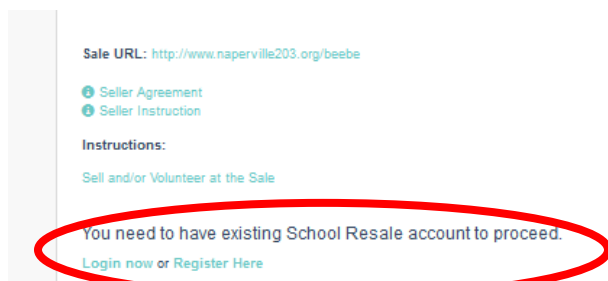 Sale URL: http://www.naperville203.org/beebe
Seller Agreement
Seller Instruction
Instructions:
Sell and/or Volunteer at the Sale
You need to have existing School Resale account to proceed.
Login now or Register Here